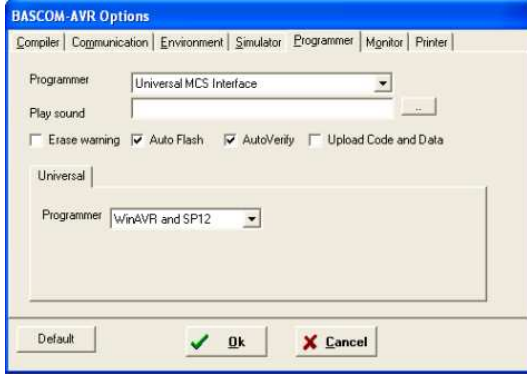 BASCOM-AVR Options
Compiler Communication Environment Simulator Programmer Monitor Printer
Programmer Universal MCS Interface
Play sound ..
Erase warning Auto Flash AutoVerify Upload Code and Data
Universal
Programmer WinAVR and SP12
Default Ok Cancel